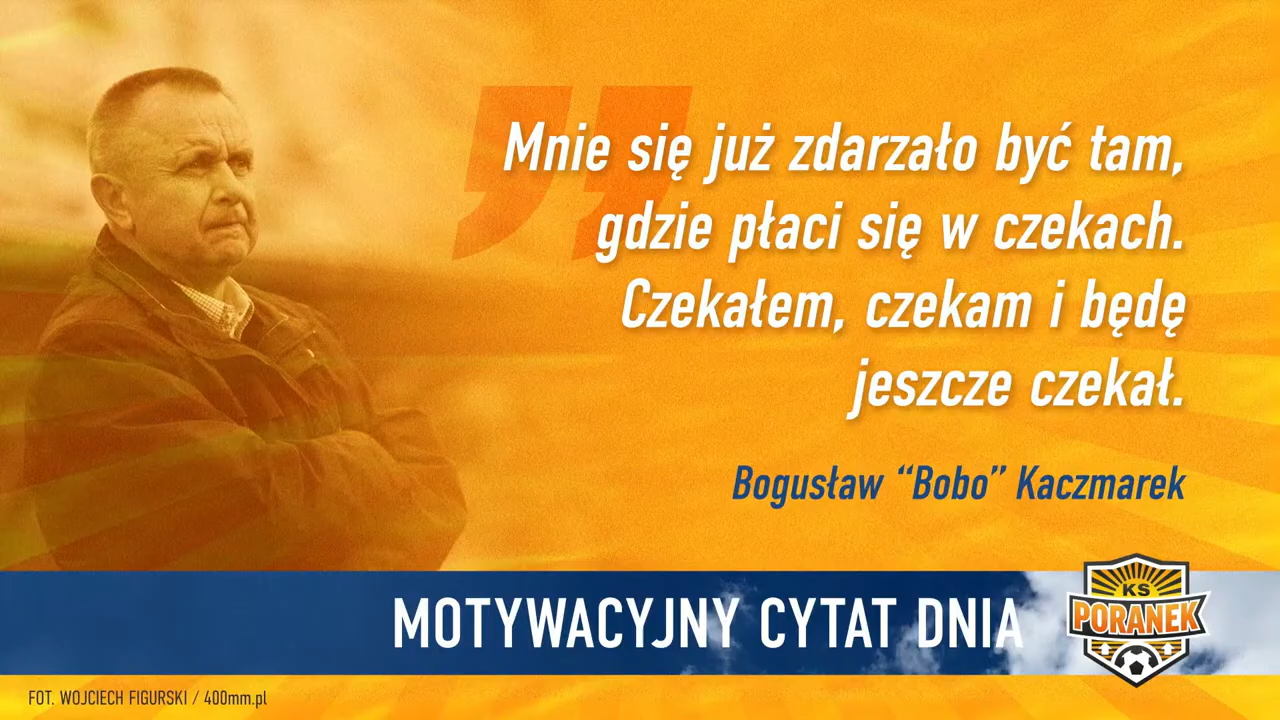 Mnie się już zdarzało być tam,
gdzie płaci się w czekach.
Czekałem, czekam i będę
jeszcze czekał.
Bogusław “Bobo” Kaczmarek
MOTYWACYJNY CYTAT DNIA
KS
PORANEK
FOT. WOJCIECH FIGURSKI / 400mm.pl